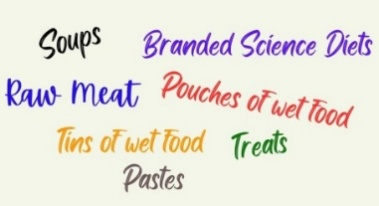 Soups
Branded Science Diets
Raw Meat
Pouches of wet food
Tins of wet food
Treats
Pastes